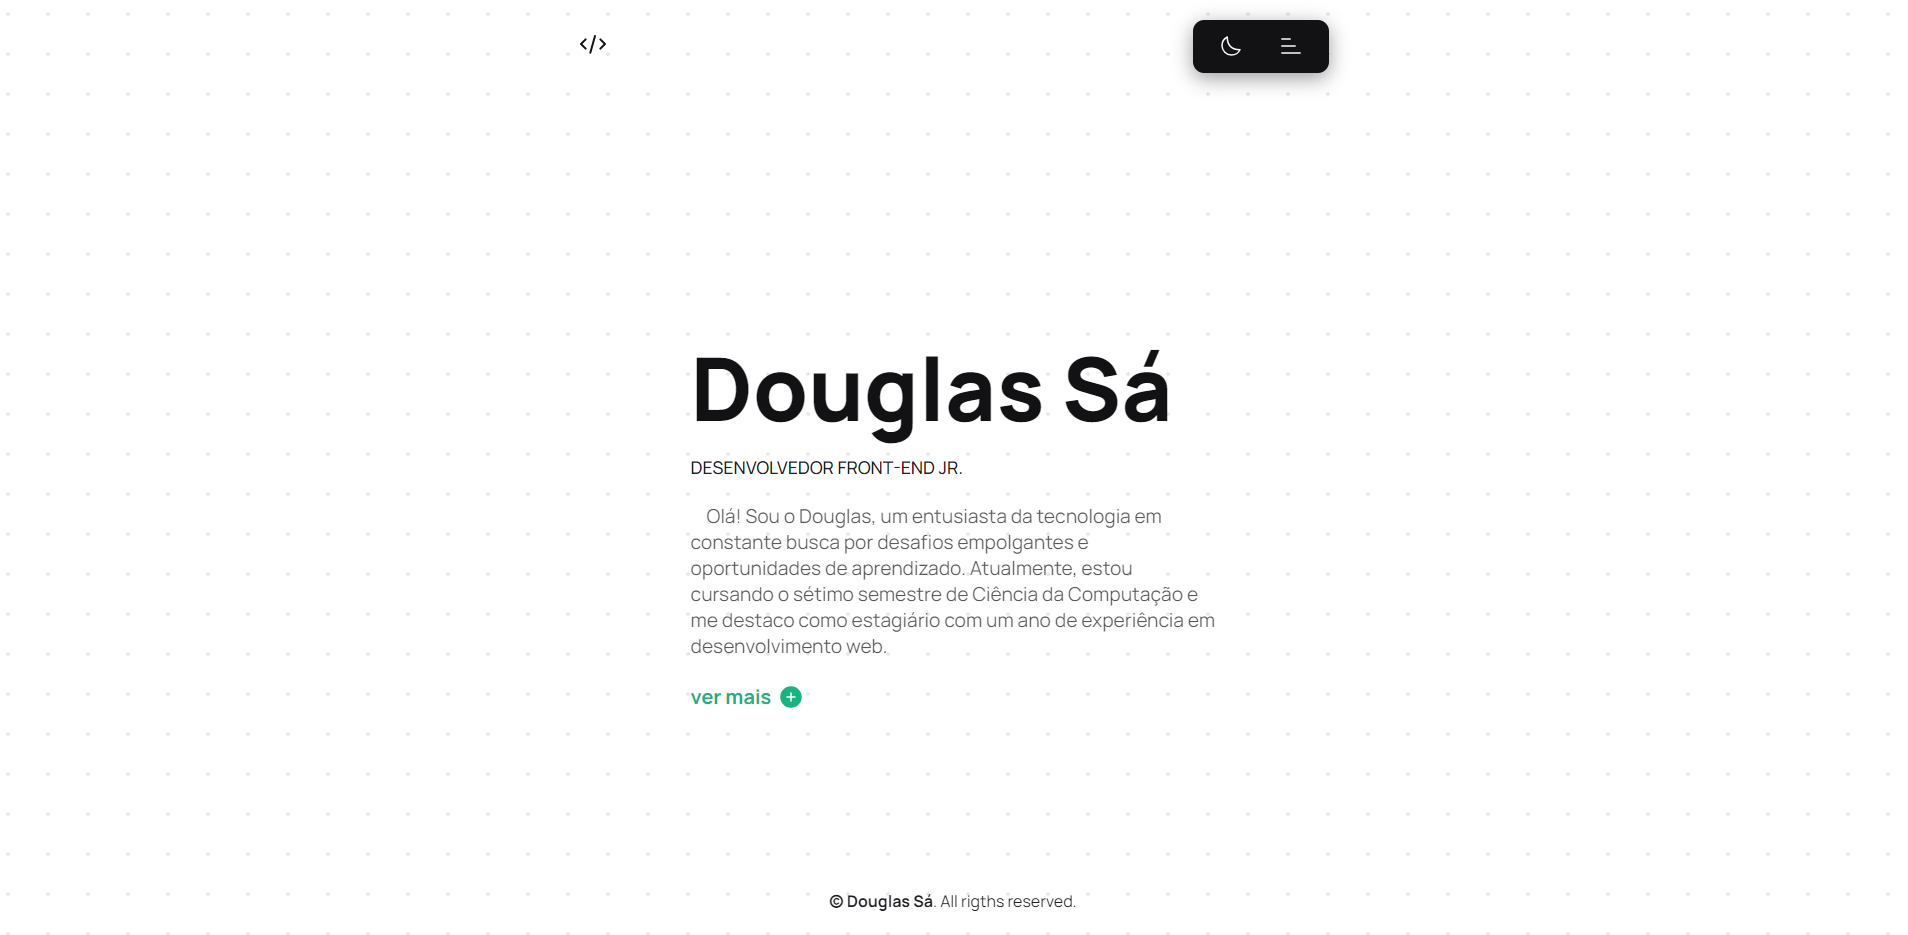 </>
Douglas Sá
DESENVOLVEDOR FRONT-END JR.
Olá! Sou o Douglas, um entusiasta da tecnologia em
constante busca por desafios empolgantes e
oportunidades de aprendizado. Atualmente, estou
cursando o sétimo semestre de Ciência da Computação e
me destaco como estagiário com um ano de experiência em
desenvolvimento web.
ver mais
© Douglas Sá. All rigths reserved.